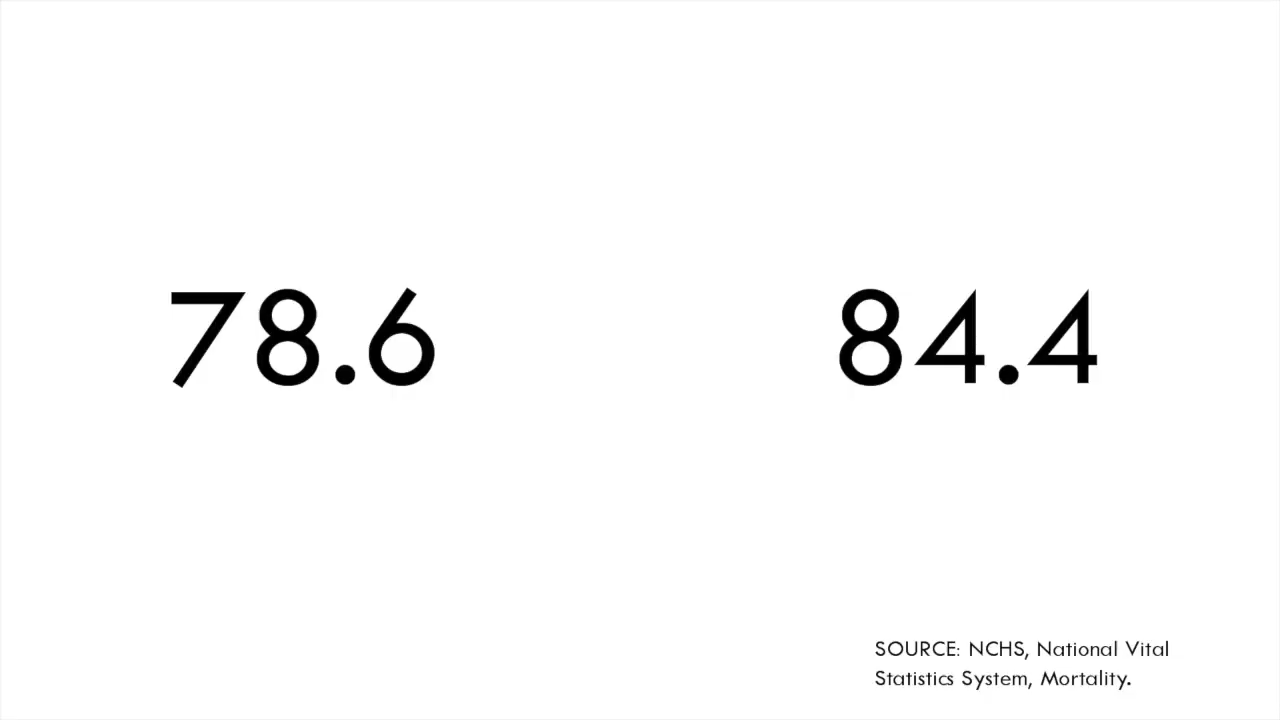 78.6 84.4
SOURCE: NCHS, National Vital
Statistics System, Mortality.